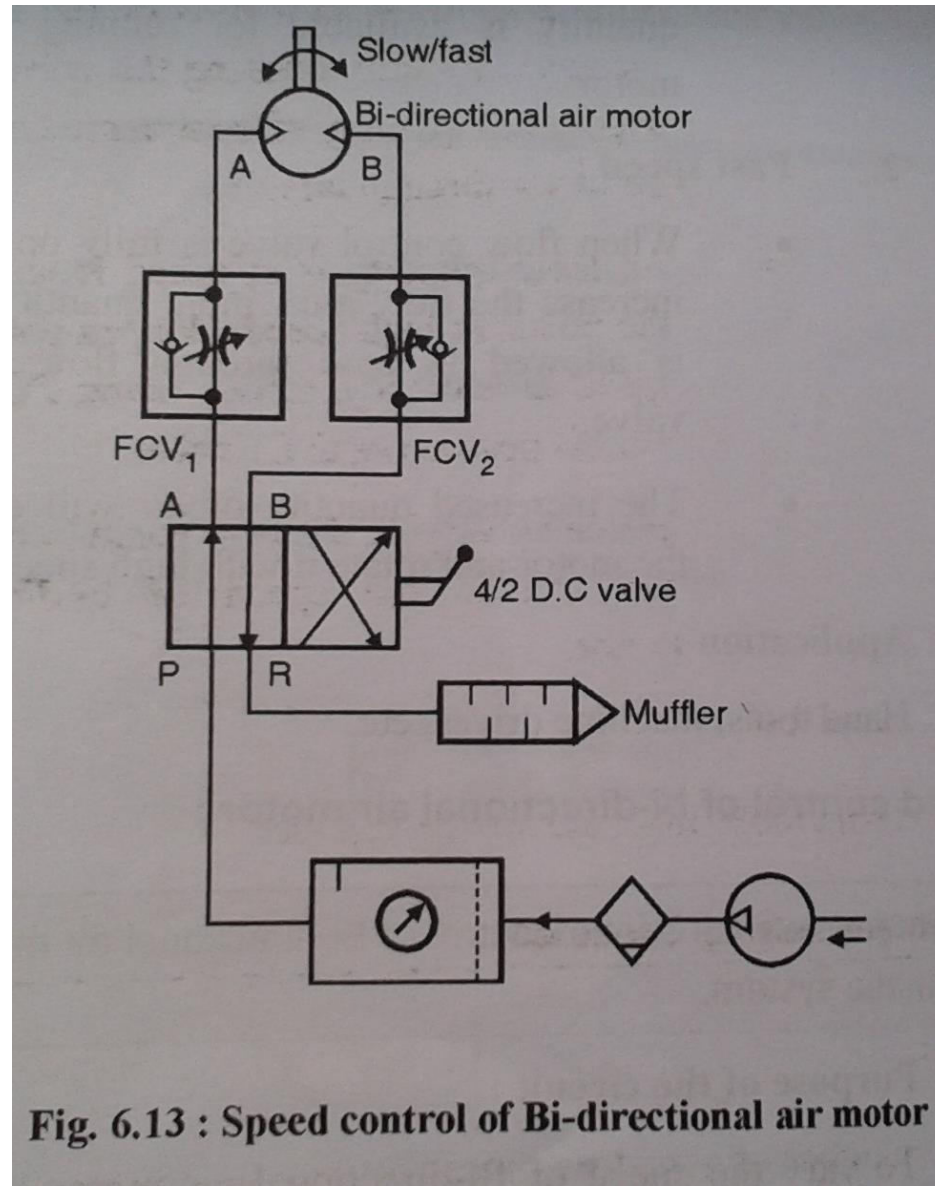 Slow/fast
Bi-directional air motor
A B
FCV1 FCV2
A B
4/2 D.C valve
P R
Muffler
Fig. 6.13 : Speed control of Bi-directional air motor